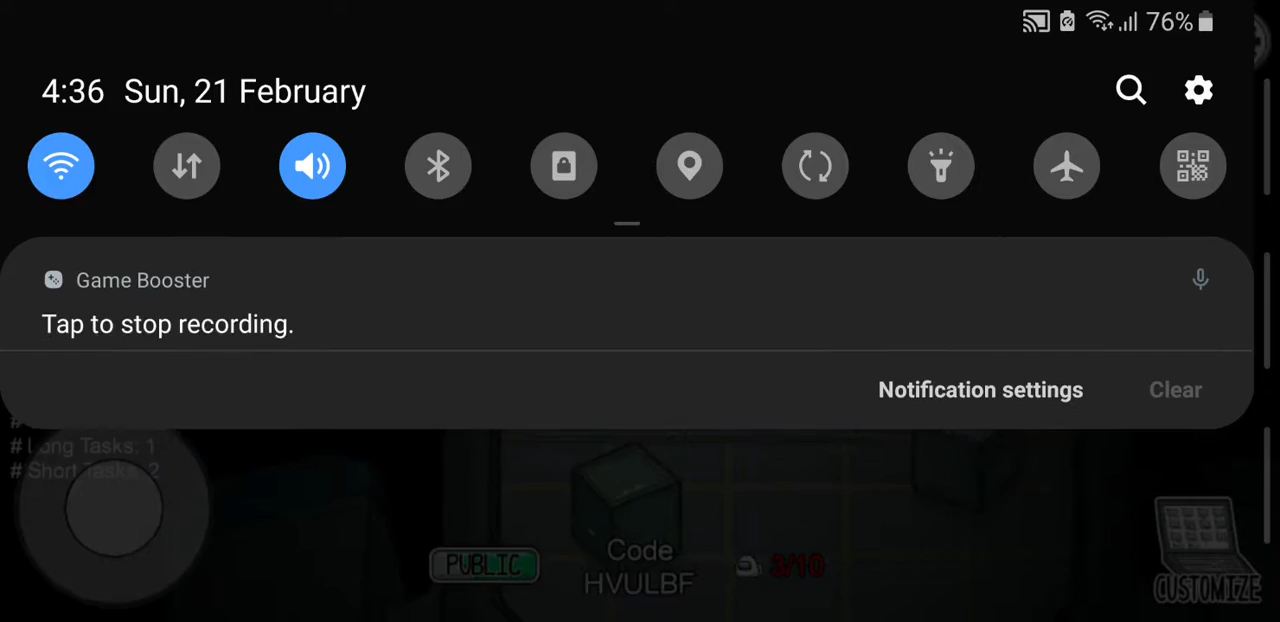 76%
4:36 Sun, 21 February
Game Booster
Tap to stop recording.
Notification settings Clear
# Long Tasks: 1
# Short Tasks: 2
PUBLIC
Code
HVULBF
3/10
CUSTOMIZE